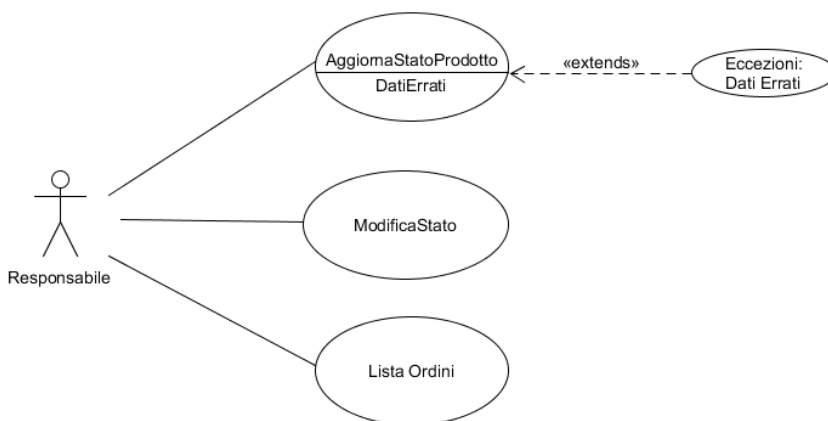 AggiornaStatoProdotto
DatiErrati
«extends»
Eccezioni:
Dati Errati
ModificaStato
Responsabile
Lista Ordini